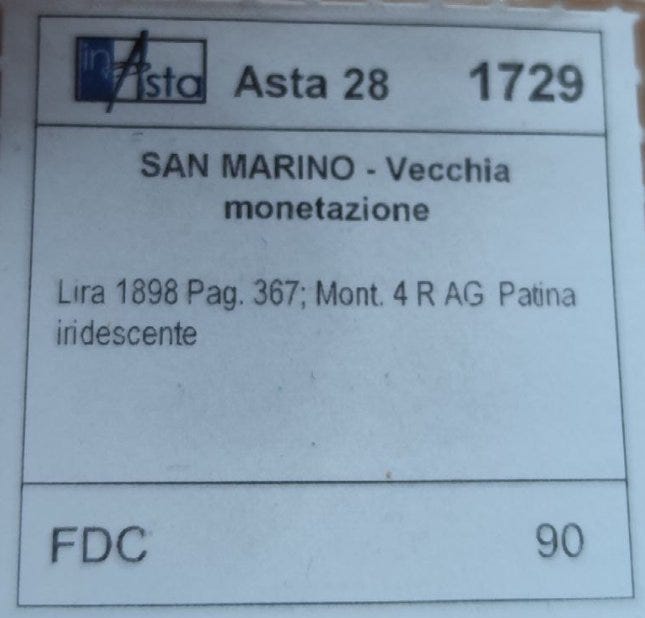 inAsta Asta 28 1729
SAN MARINO - Vecchia
monetazione
Lira 1898 Pag. 367; Mont. 4 R AG Patina
iridescente
FDC 90